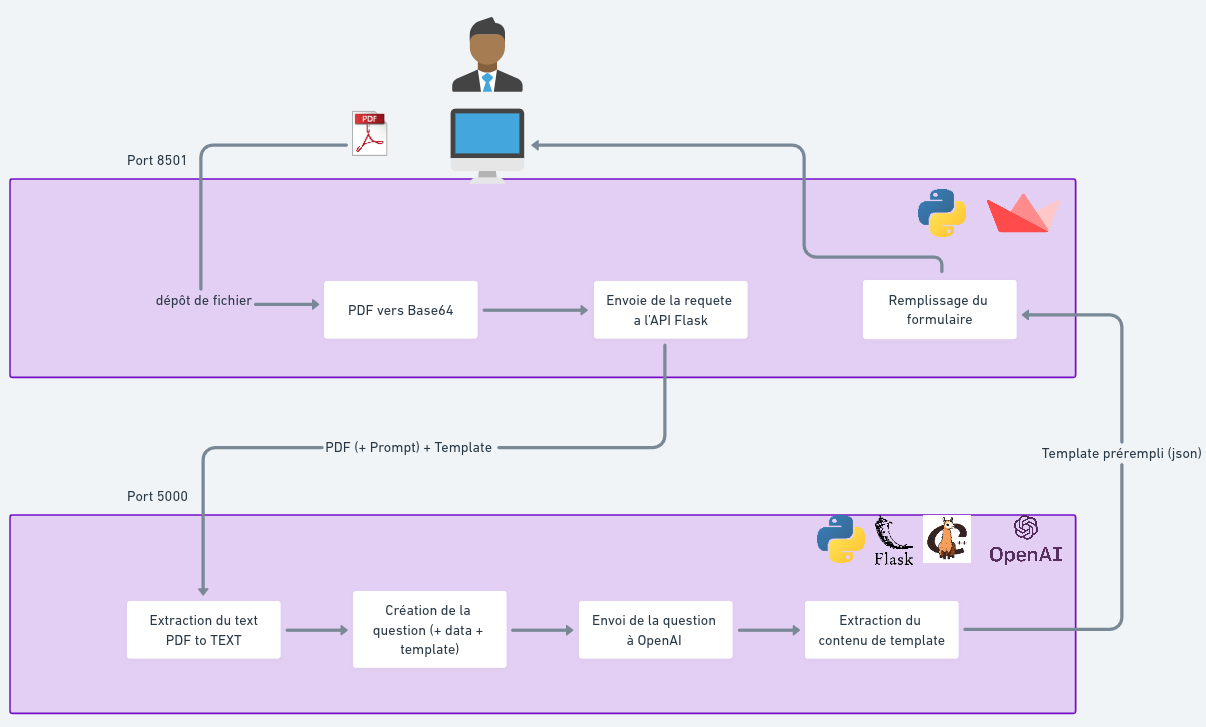 PDF
Port 8501
dépôt de fichier
PDF vers Base64
Envoie de la requete
a l'API Flask
Remplissage du
formulaire
PDF (+ Prompt) + Template
Template prérempli (json)
Port 5000
Flask
C++
OpenAI
Extraction du text
PDF to TEXT
Création de la
question (+ data +
template)
Envoi de la question
à OpenAI
Extraction du
contenu de template